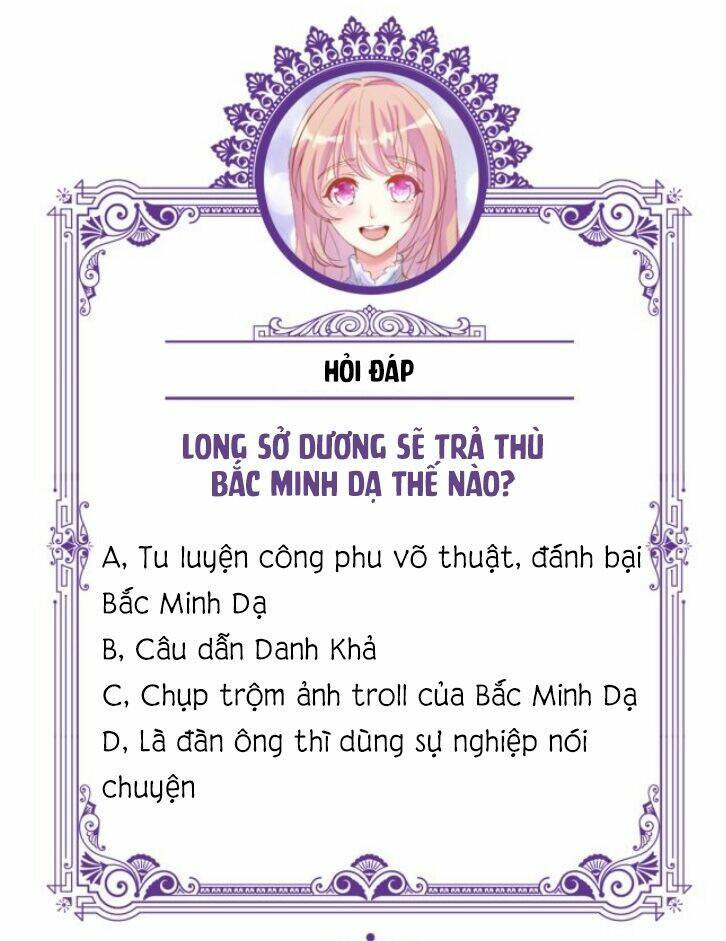 HỎI ĐÁP
LONG SỞ DƯƠNG SẼ TRẢ THÙ
BẮC MINH DẠ THẾ NÀO?
A, Tu luyện công phu võ thuật, đánh bại
Bắc Minh Dạ
B, Câu dẫn Danh Khả
C, Chụp trộm ảnh troll của Bắc Minh Dạ
D, Là đàn ông thì dùng sự nghiệp nói
chuyện